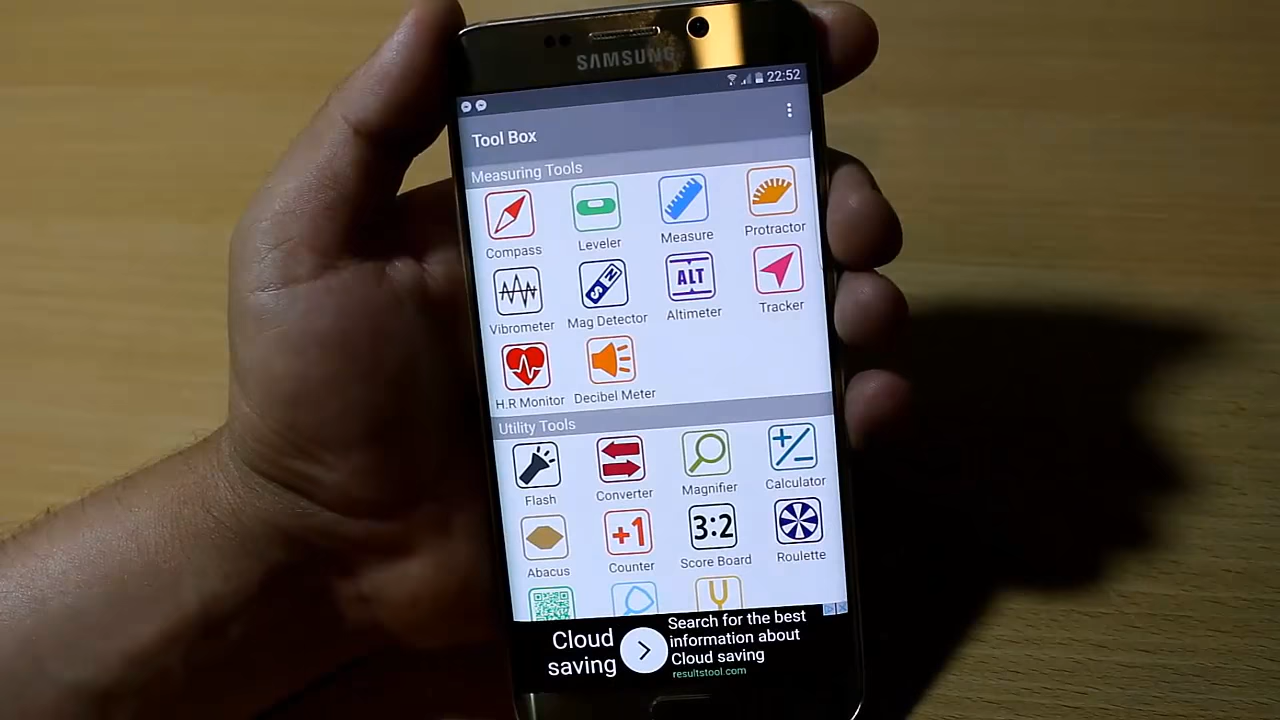 SAMSUNG
22:52
Tool Box
Measuring Tools
Compass Leveler Measure Protractor
N S ALT
Vibrometer Mag Detector Altimeter Tracker
H.R Monitor Decibel Meter
Utility Tools
Flash Converter Magnifier Calculator
+1 3:2
Abacus Counter Score Board Roulette
Cloud saving
Search for the best
information about
Cloud saving
resultstool.com